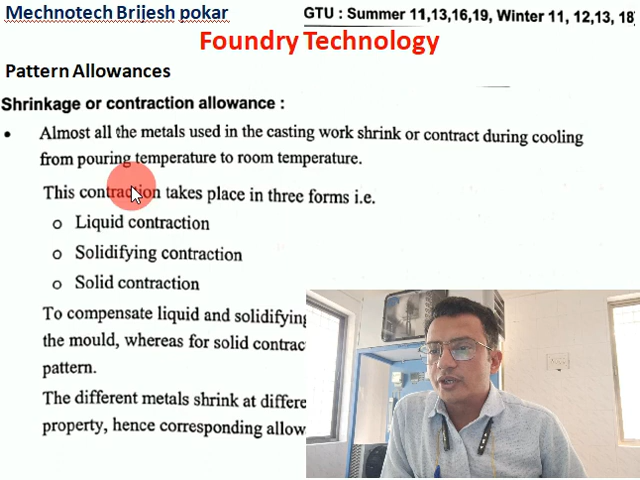 Mechnotech Brijesh pokar
GTU : Summer 11,13,16,19, Winter 11, 12,13, 18
Foundry Technology
Pattern Allowances
Shrinkage or contraction allowance :
• Almost all the metals used in the casting work shrink or contract during cooling
from pouring temperature to room temperature.
This contraction takes place in three forms i.e.
o Liquid contraction
o Solidifying contraction
o Solid contraction
To compensate liquid and solidifying
the mould, whereas for solid contrac
pattern.
The different metals shrink at differe
property, hence corresponding allow